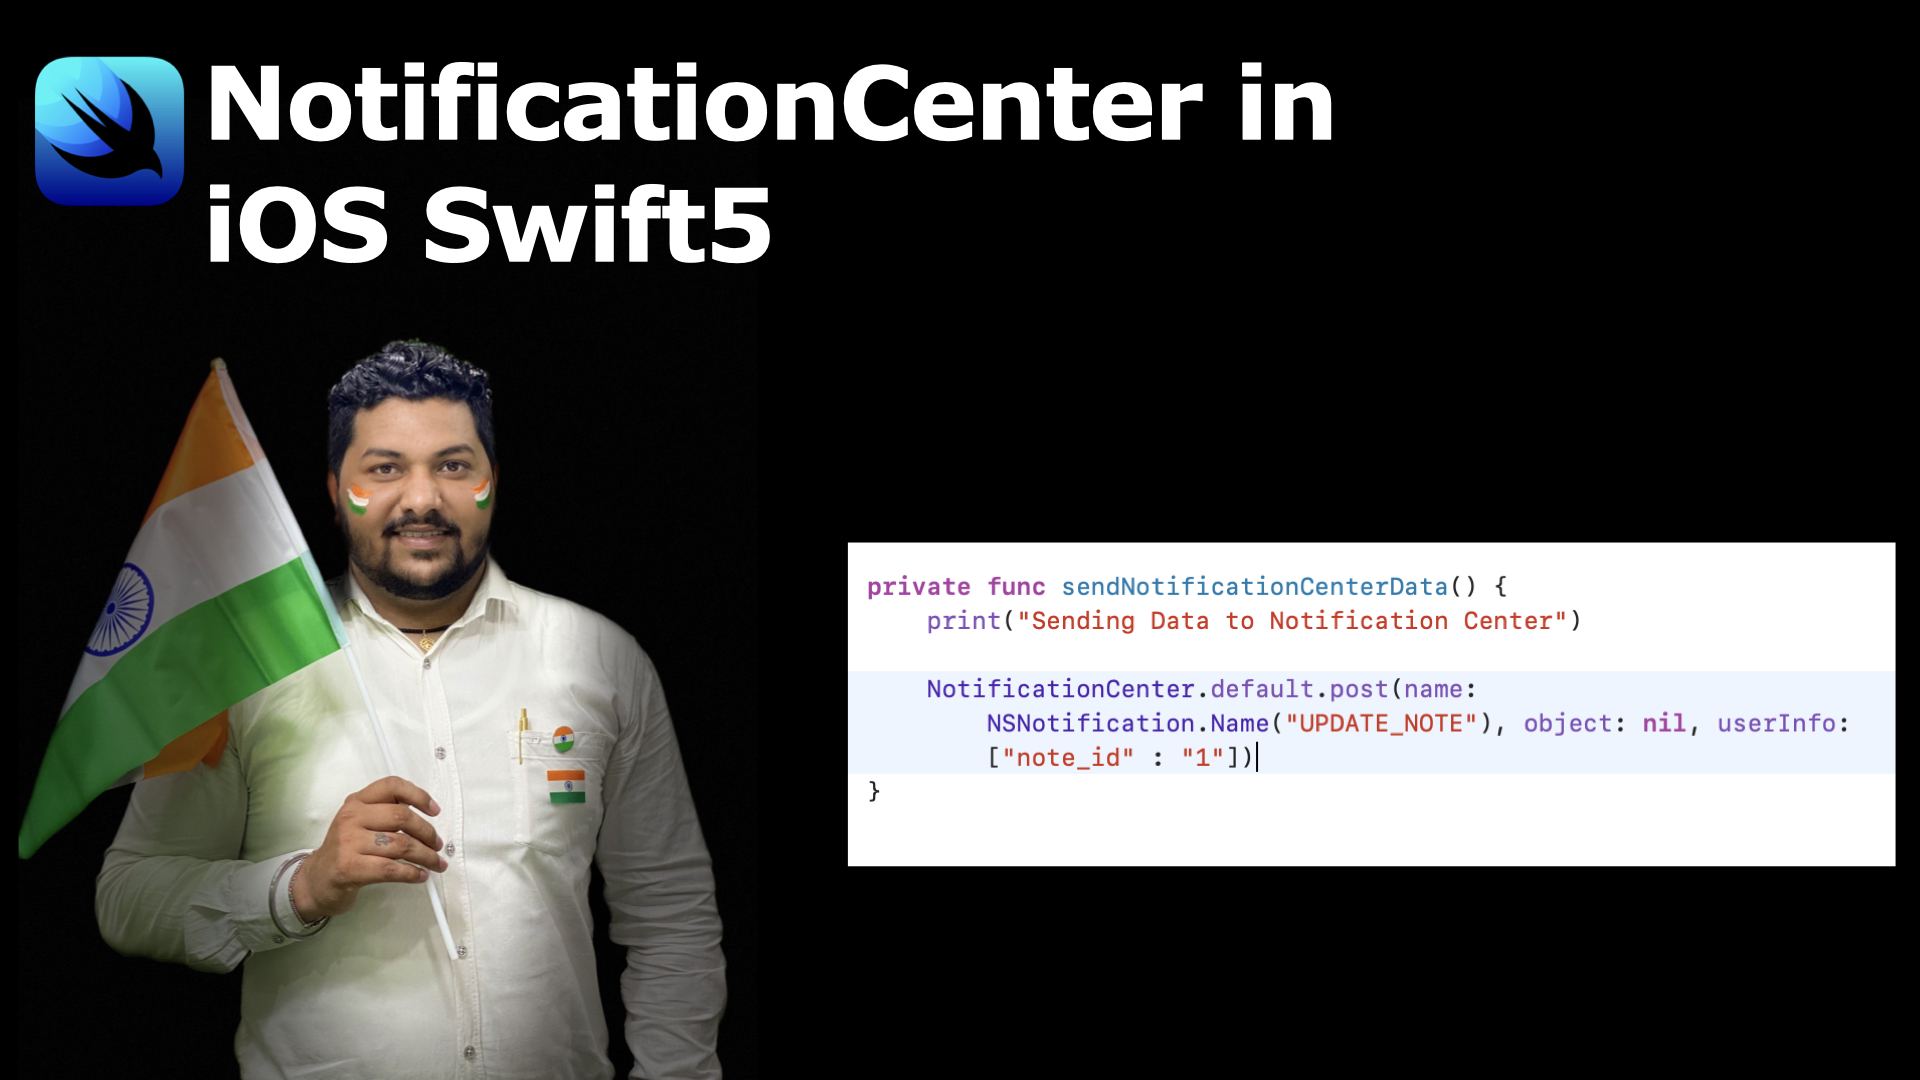 NotificationCenter in
iOS Swift5
private func sendNotificationCenterData() {
print("Sending Data to Notification Center")
NotificationCenter.default.post(name:
NSNotification.Name("UPDATE_NOTE"), object: nil, userInfo:
["note_id" : "1"])
}